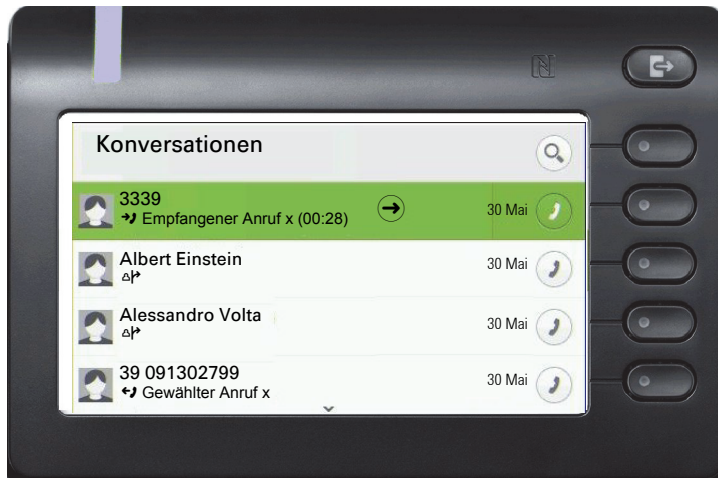 Konversationen
3339
30 Mai
Empfangener Anruf x (00:28)
Albert Einstein
30 Mai
Alessandro Volta
30 Mai
39 091302799
30 Mai
Gewählter Anruf x